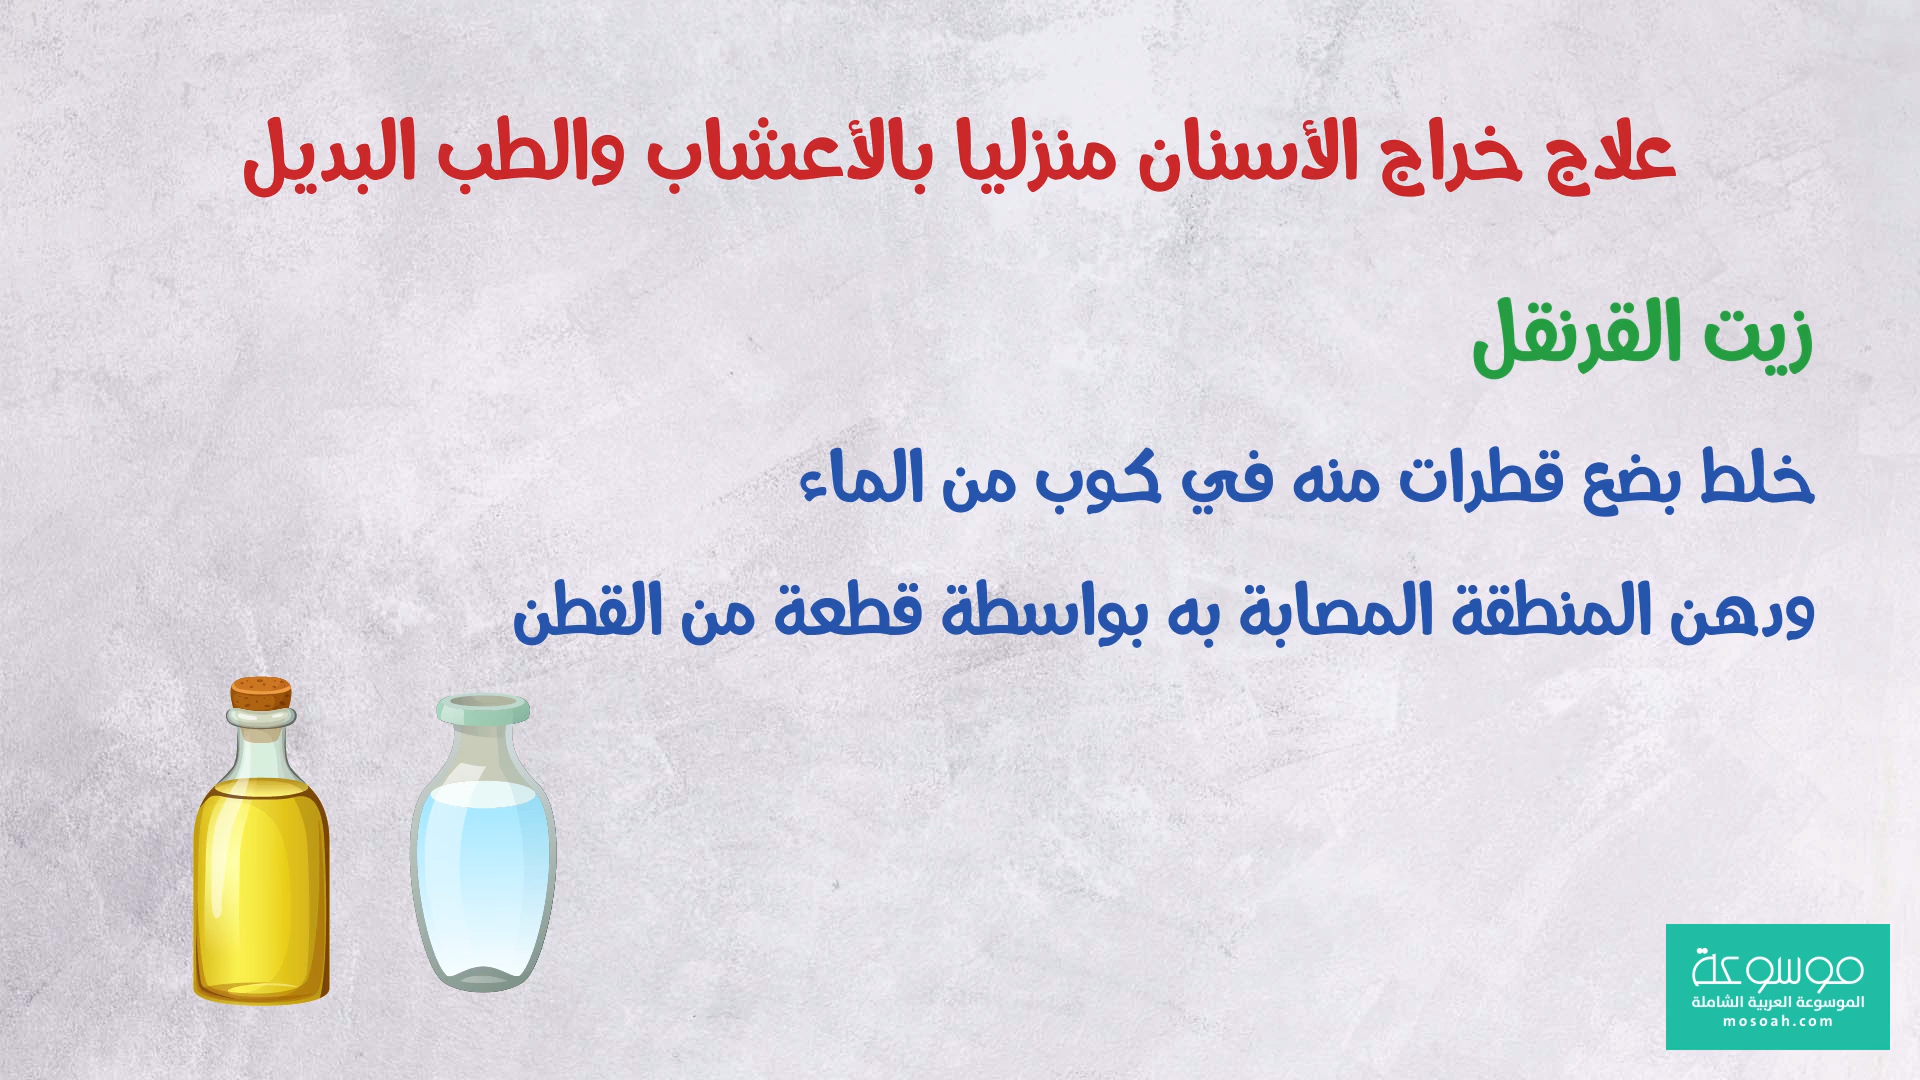 علاج خراج الأسنان منزليا بالأعشاب والطب البديل
زيت القرنقل
خلط بضع قطرات منه في كوب من الماء
ودهن المنطقة المصابة به بواسطة قطعة من القطن
موسوعة
الموسوعة العربية الشاملة
mosoah.com